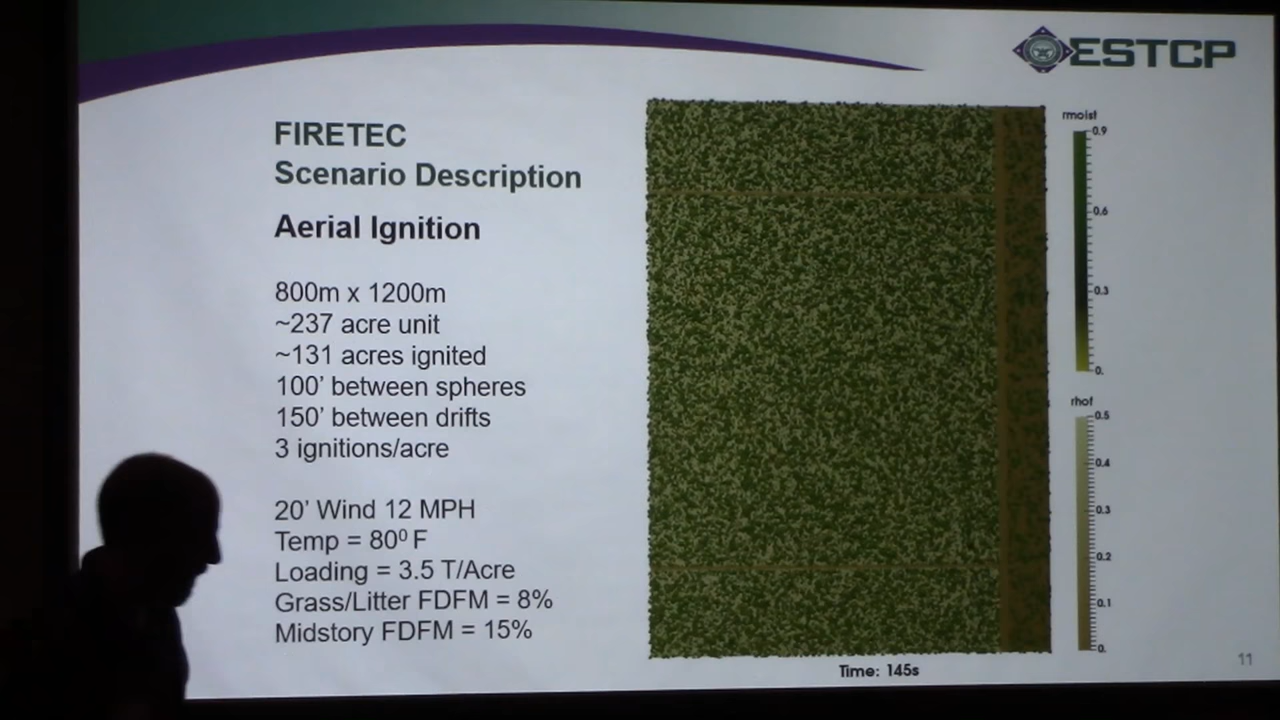 ESTCP
FIRETEC
Scenario Description
Aerial Ignition
800m x 1200m
~237 acre unit
~131 acres ignited
100’ between spheres
150’ between drifts
3 ignitions/acre
20’ Wind 12 MPH
Temp = 80⁰ F
Loading = 3.5 T/Acre
Grass/Litter FDFM = 8%
Midstory FDFM = 15%
rmoist
0.9
0.6
0.3
0.
rhof
0.5
0.4
0.3
0.2
0.1
0.
Time: 145s
11